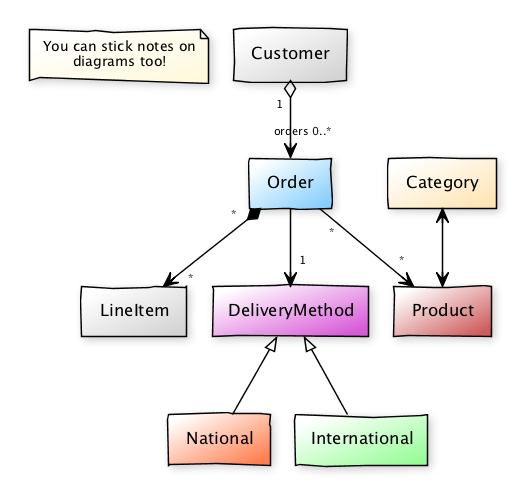 You can stick notes on
diagrams too!
Customer
1
orders 0..*
Order
Category
*
*
*
*
1
LineItem
DeliveryMethod
Product
National
International